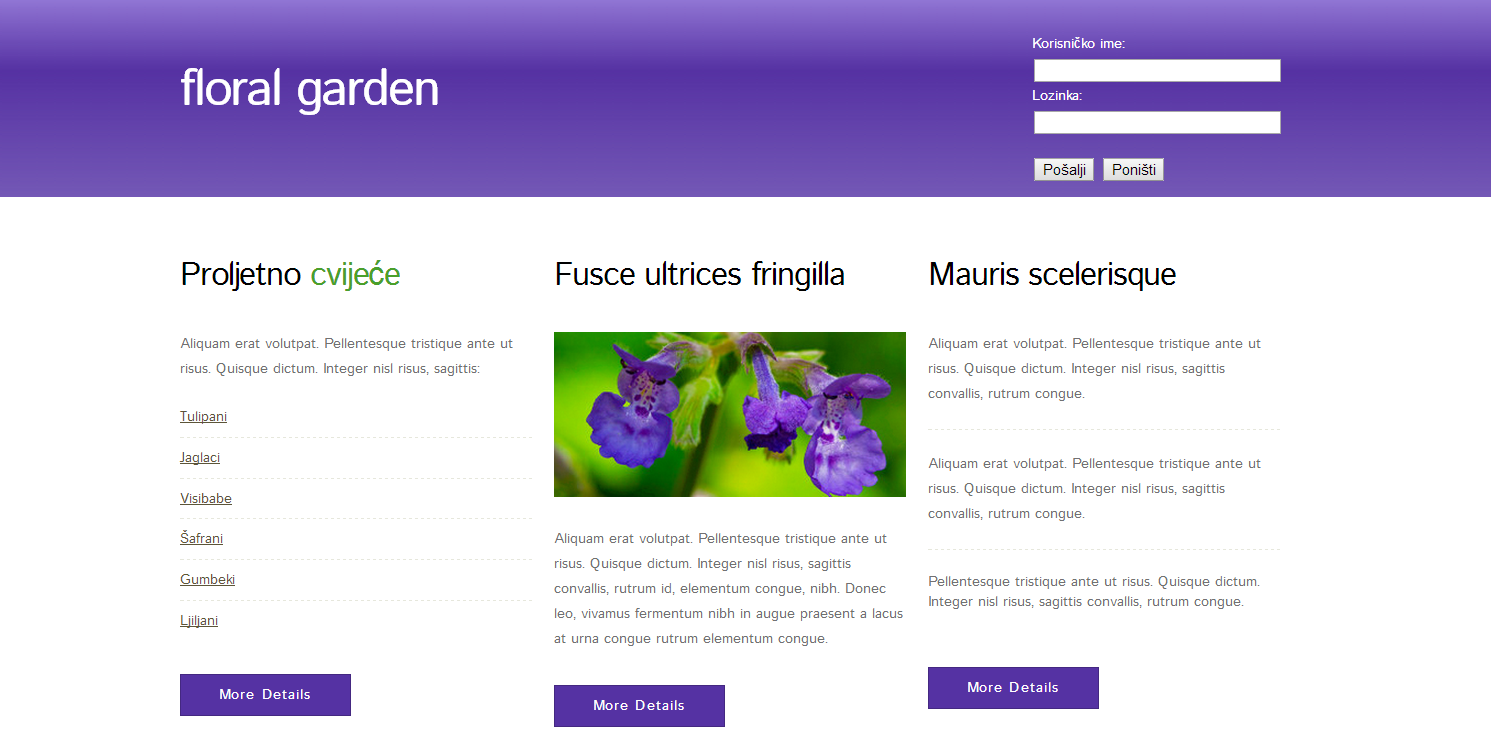 floral garden
Korisničko ime:
Lozinka:
Pošalji Poništi
Proljetno cvijeće
Aliquam erat volutpat. Pellentesque tristique ante ut
risus. Quisque dictum. Integer nisl risus, sagittis:
Tulipani
Jaglaci
Visibabe
Šafrani
Gumbeki
Ljiljani
More Details
Fusce ultrices fringilla
Aliquam erat volutpat. Pellentesque tristique ante ut
risus. Quisque dictum. Integer nisl risus, sagittis
convallis, rutrum id, elementum congue, nibh. Donec
leo, vivamus fermentum nibh in augue praesent a lacus
at urna congue rutrum elementum congue.
More Details
Mauris scelerisque
Aliquam erat volutpat. Pellentesque tristique ante ut
risus. Quisque dictum. Integer nisl risus, sagittis
convallis, rutrum congue.
Aliquam erat volutpat. Pellentesque tristique ante ut
risus. Quisque dictum. Integer nisl risus, sagittis
convallis, rutrum congue.
Pellentesque tristique ante ut risus. Quisque dictum.
Integer nisl risus, sagittis convallis, rutrum congue.
More Details